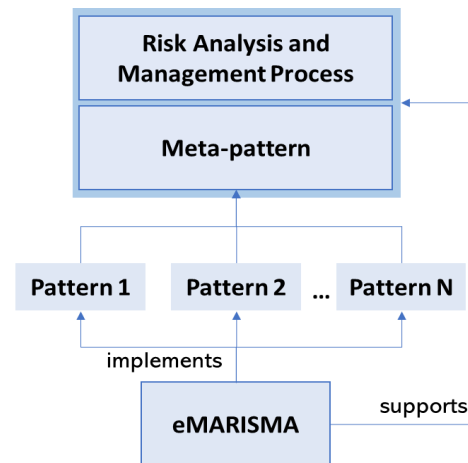 Risk Analysis and
Management Process
Meta-pattern
Pattern 1
Pattern 2
...
Pattern N
implements
eMARISMA
supports